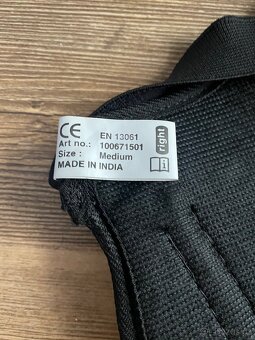 CE EN 13061
Art no.: 100671501
Size : Medium
MADE IN INDIA
right